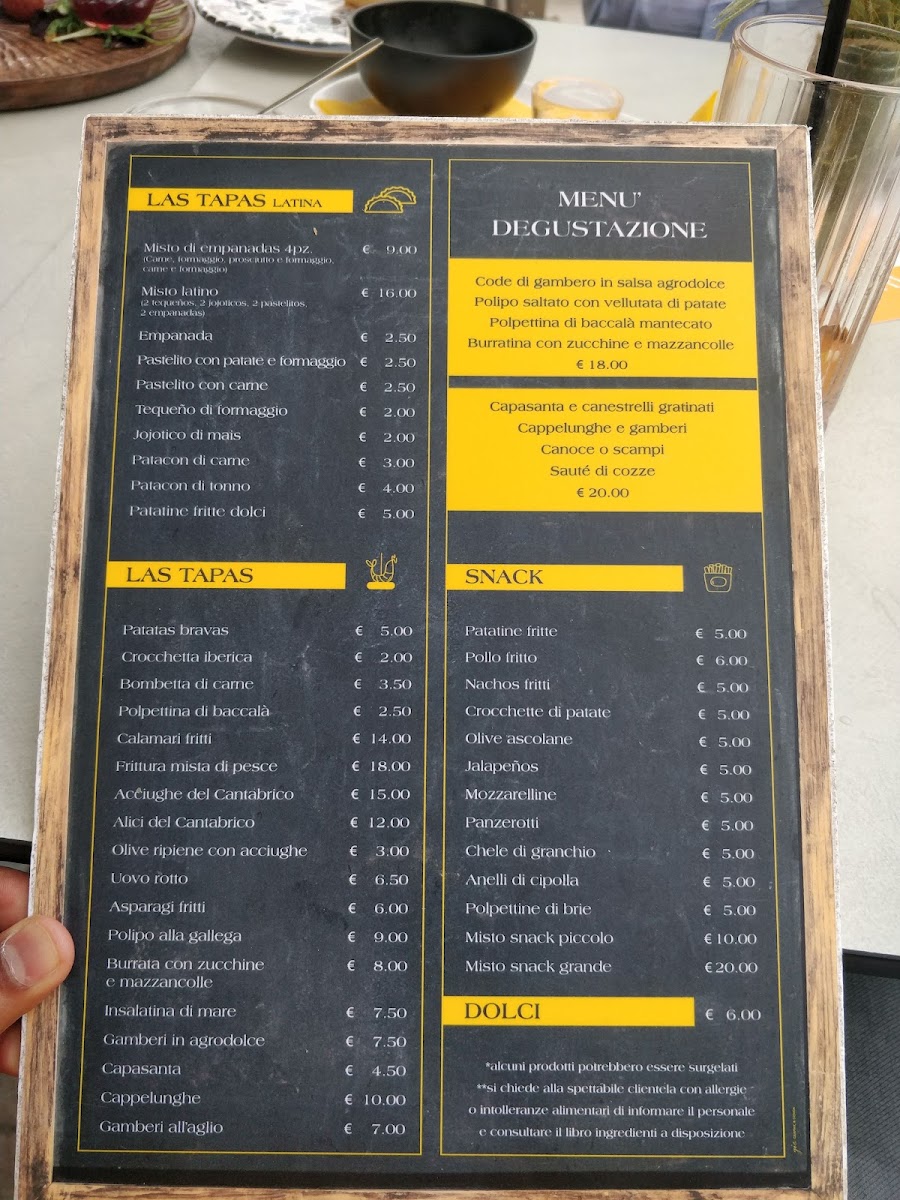 LAS TAPAS LATINA
Misto di empanadas 4pz. € 9.00
(Carne, formaggio, prosciutto e formaggio,
carne e formaggio)
Misto latino € 16.00
(2 tequeños, 2 jojoticos, 2 pastelitos,
2 empanadas)
Empanada € 2.50
Pastelito con patate e formaggio € 2.50
Pastelito con carne € 2.50
Tequeño di formaggio € 2.00
Jojotico di mais € 2.00
Patacon di carne € 3.00
Patacon di tonno € 4.00
Patatine fritte dolci € 5.00
LAS TAPAS
Patatas bravas € 5.00
Crocchetta iberica € 2.00
Bombetta di carne € 3.50
Polpettina di baccalà € 2.50
Calamari fritti € 14.00
Frittura mista di pesce € 18.00
Acciughe del Cantabrico € 15.00
Alici del Cantabrico € 12.00
Olive ripiene con acciughe € 3.00
Uovo rotto € 6.50
Asparagi fritti € 6.00
Polipo alla gallega € 9.00
Burrata con zucchine € 8.00
e mazzancolle
Insalatina di mare € 7.50
Gamberi in agrodolce € 7.50
Capasanta € 4.50
Cappelunghe € 10.00
Gamberi all'aglio € 7.00
MENU'
DEGUSTAZIONE
Code di gambero in salsa agrodolce
Polipo saltato con vellutata di patate
Polpettina di baccalà mantecato
Burratina con zucchine e mazzancolle
€ 18.00
Capasanta e canestrelli gratinati
Cappelunghe e gamberi
Canoce o scampi
Sauté di cozze
€ 20.00
SNACK
Patatine fritte € 5.00
Pollo fritto € 6.00
Nachos fritti € 5.00
Crocchette di patate € 5.00
Olive ascolane € 5.00
Jalapeños € 5.00
Mozzarelline € 5.00
Panzerotti € 5.00
Chele di granchio € 5.00
Anelli di cipolla € 5.00
Polpettine di brie € 5.00
Misto snack piccolo € 10.00
Misto snack grande € 20.00
DOLCI € 6.00
*alcuni prodotti potrebbero essere surgelati
**si chiede alla spettabile clientela con allergie
o intolleranze alimentari di informare il personale
e consultare il libro ingredienti a disposizione